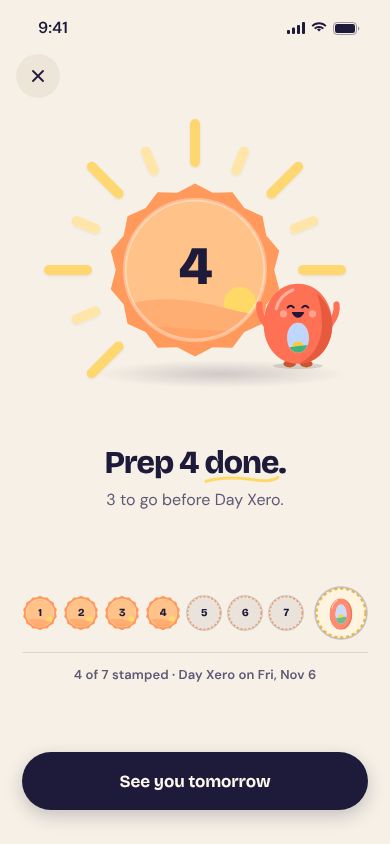 9:41
4
Prep 4 done.
3 to go before Day Xero.
1 2 3 4 5 6 7
4 of 7 stamped · Day Xero on Fri, Nov 6
See you tomorrow